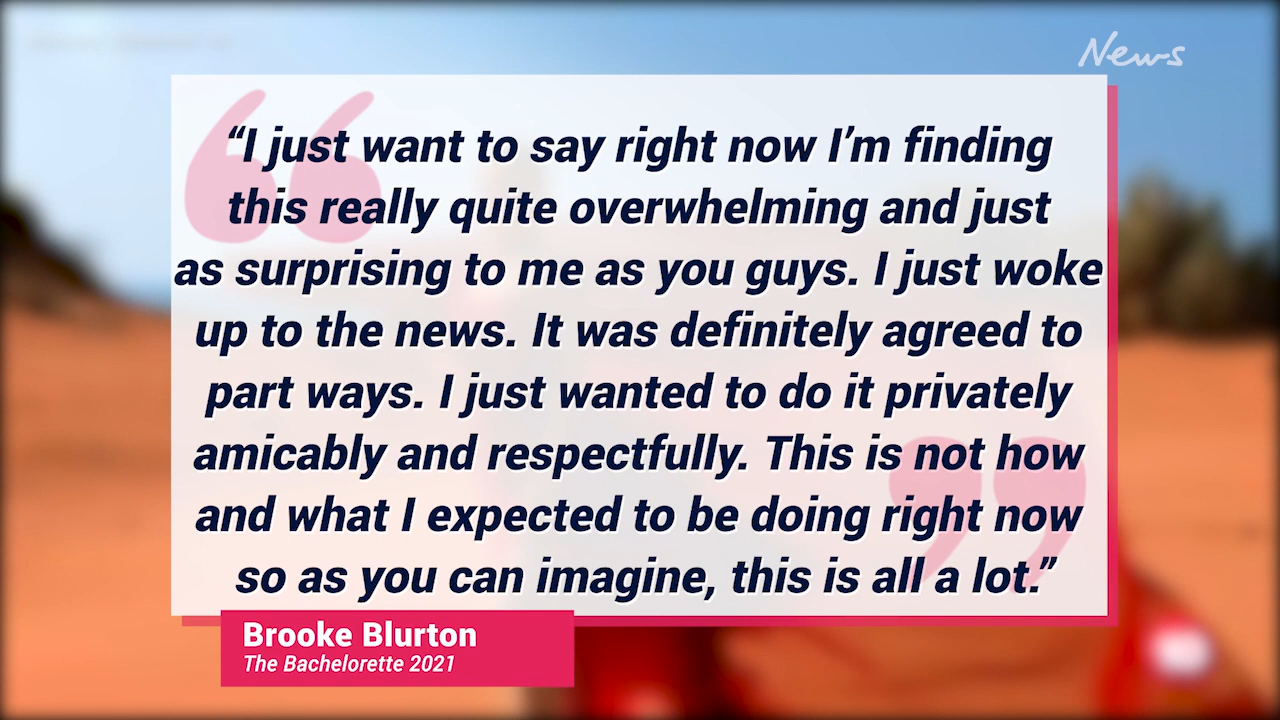 News
“I just want to say right now I’m finding
this really quite overwhelming and just
as surprising to me as you guys. I just woke
up to the news. It was definitely agreed to
part ways. I just wanted to do it privately
amicably and respectfully. This is not how
and what I expected to be doing right now
so as you can imagine, this is all a lot.”
Brooke Blurton
The Bachelorette 2021